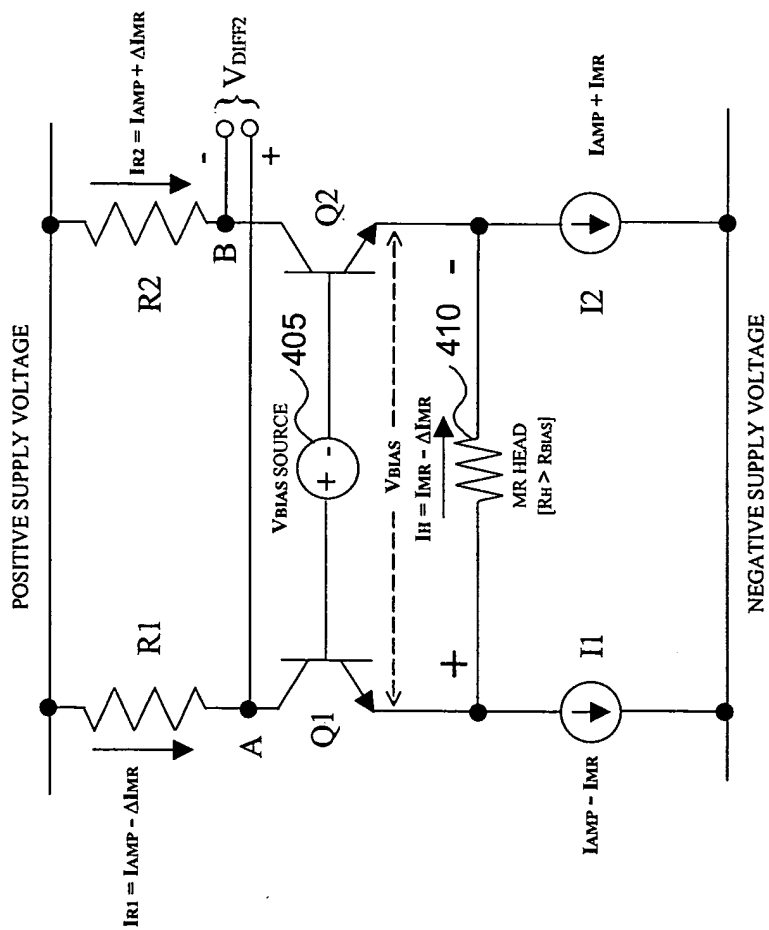 POSITIVE SUPPLY VOLTAGE
IR1 = IAMP - ΔIMR
IR2 = IAMP + ΔIMR
R1
R2
A
B
-
+
} VDIFF2
Q1
Q2
VBIAS SOURCE
405
+ -
VBIAS
IH = IMR - ΔIMR
410
+
-
MR HEAD
[RH > RBIAS]
I1
I2
IAMP - IMR
IAMP + IMR
NEGATIVE SUPPLY VOLTAGE